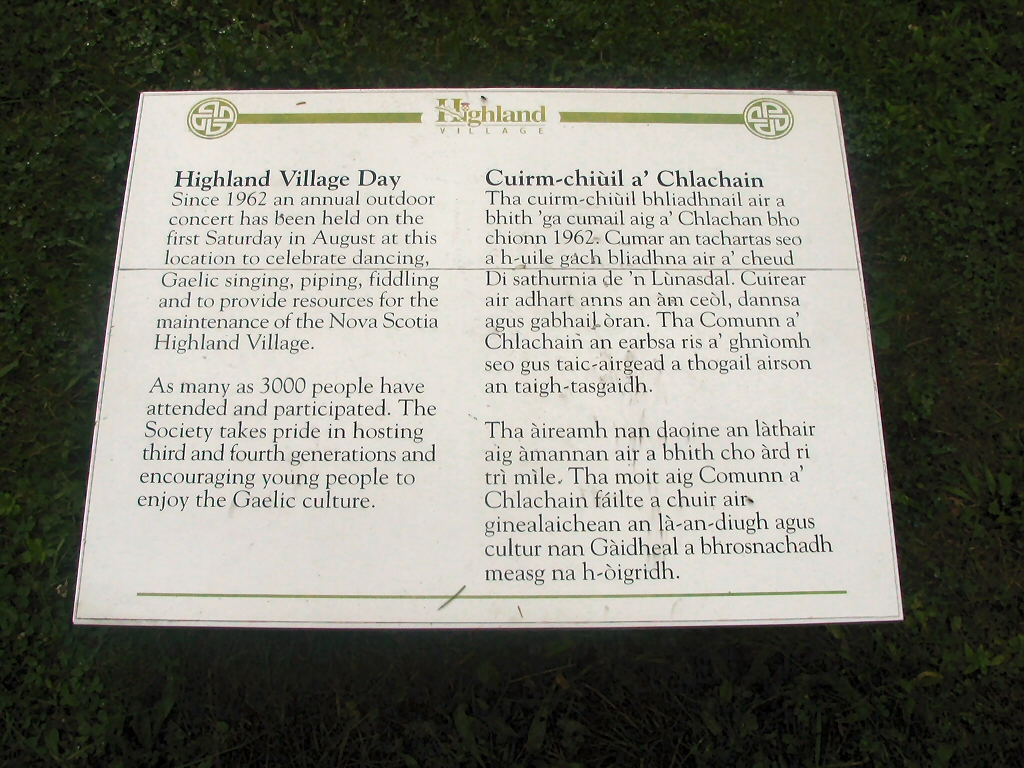 Highland
VILLAGE
Highland Village Day
Since 1962 an annual outdoor
concert has been held on the
first Saturday in August at this
location to celebrate dancing,
Gaelic singing, piping, fiddling
and to provide resources for the
maintenance of the Nova Scotia
Highland Village.
As many as 3000 people have
attended and participated. The
Society takes pride in hosting
third and fourth generations and
encouraging young people to
enjoy the Gaelic culture.
Cuirm-chiùil a' Chlachain
Tha cuirm-chiùil bhliadhnail air a
bhith 'ga cumail aig a' Chlachan bho
chionn 1962. Cumar an tachartas seo
a h-uile gach bliadhna air a' cheud
Di sathurnia de 'n Lùnasdal. Cuirear
air adhart anns an àm ceòl, dannsa
agus gabhail òran. Tha Comunn a'
Chlachain an earbsa ris a' ghnìomh
seo gus taic-airgead a thogail airson
an taigh-tasgaidh.
Tha àireamh nan daoine an làthair
aig àmannan air a bhith cho àrd ri
trì mìle. Tha moit aig Comunn a'
Chlachain fáilte a chuir air
ginealaichean an là-an-diugh agus
cultur nan Gàidheal a bhrosnachadh
measg na h-òigridh.